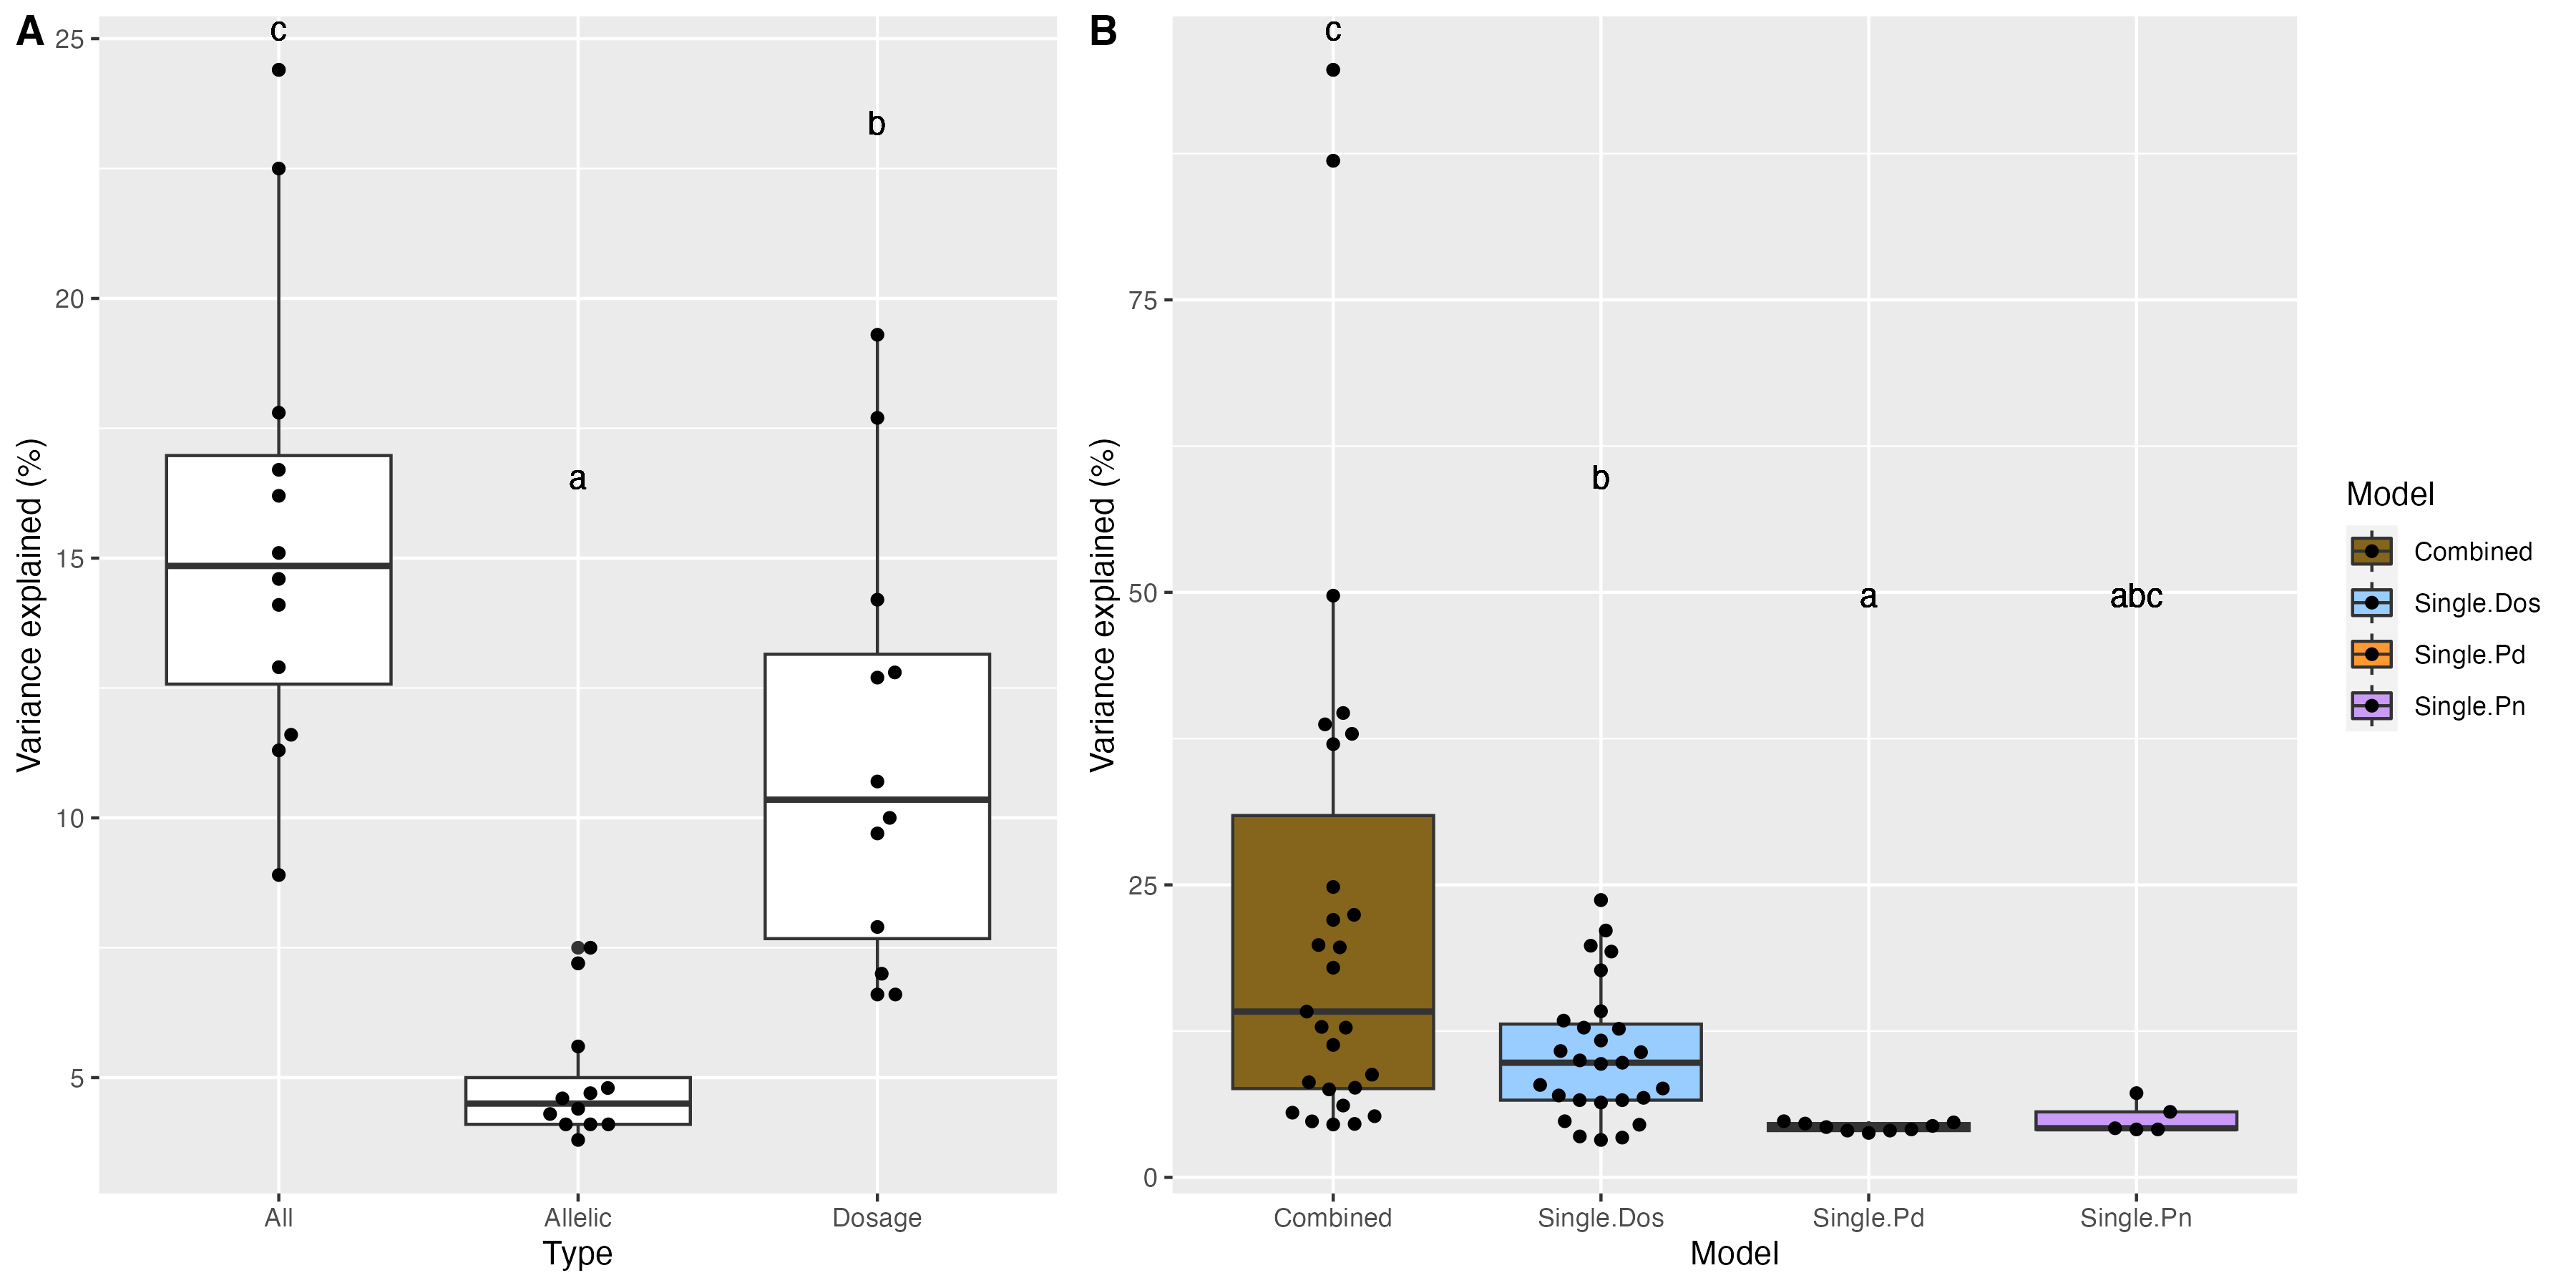 A
Variance explained (%)
25
20
15
10
5
c
a
b
All
Allelic
Dosage
Type
B
Variance explained (%)
75
50
25
0
c
b
a
abc
Combined
Single.Dos
Single.Pd
Single.Pn
Model
Model
Combined
Single.Dos
Single.Pd
Single.Pn